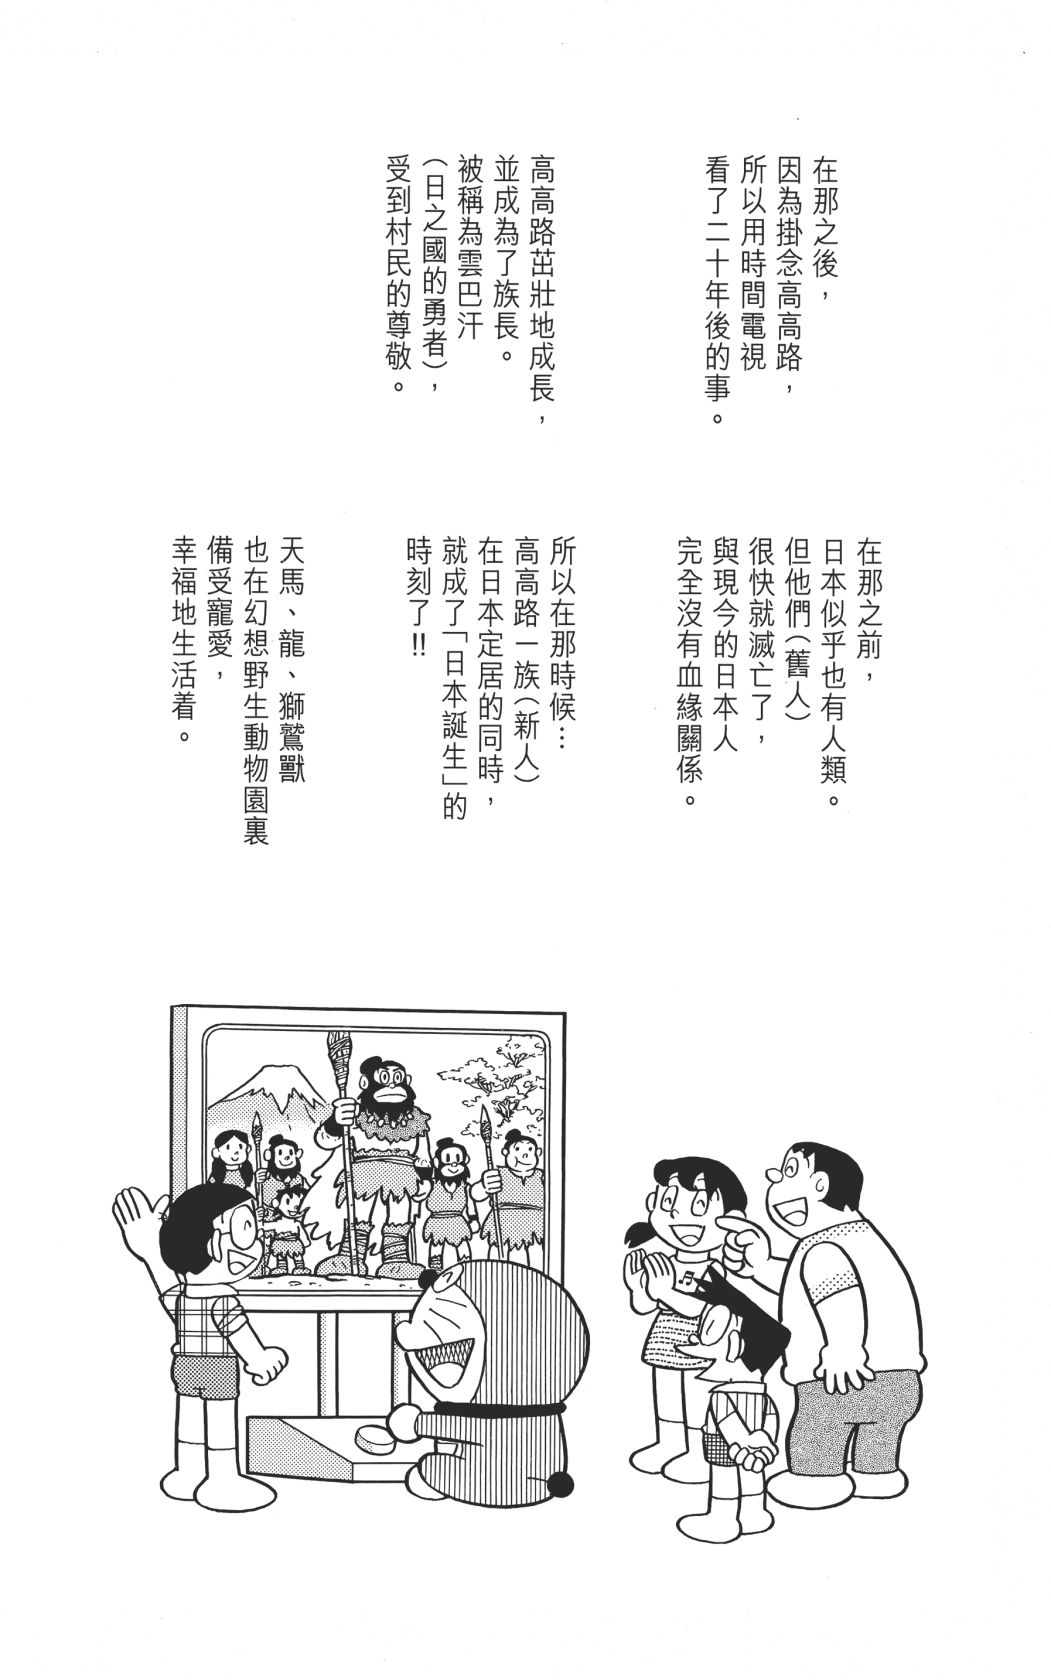 在那之後，
因為掛念高高路，
所以用時間電視
看了二十年後的事。
高高路茁壯地成長，
並成為了族長。
被稱為雲巴汗
（日之國的勇者），
受到村民的尊敬。
在那之前，
日本似乎也有人類。
但他們（舊人）
很快就滅亡了，
與現今的日本人
完全沒有血緣關係。
所以在那時候…
高高路一族（新人）
在日本定居的同時，
就成了「日本誕生」的
時刻了!!
天馬、龍、獅鷲獸
也在幻想野生動物園裏
備受寵愛，
幸福地生活着。